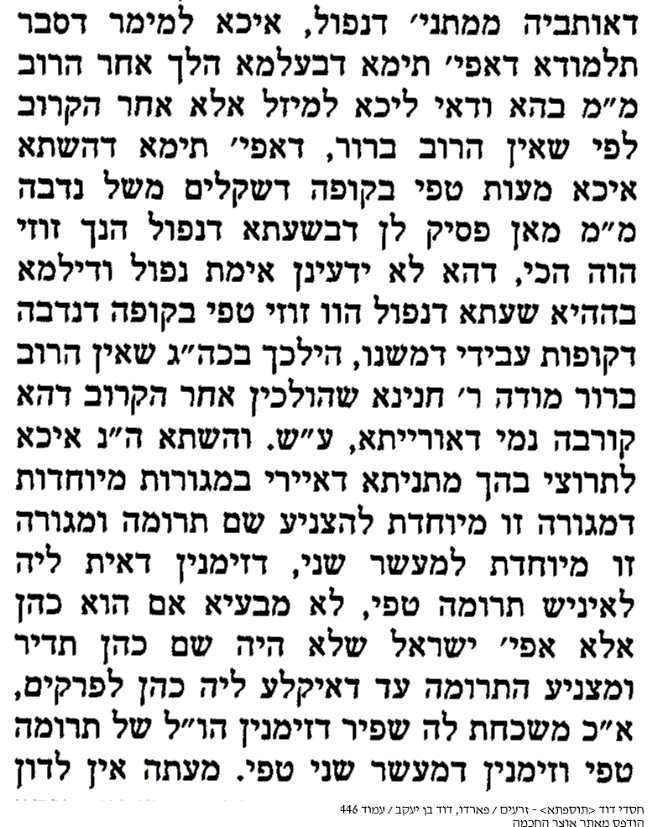 דאותביה ממתני׳ דנפול, איכא למימר דסבר
תלמודא דאפי׳ תימא דבעלמא הלך אחר הרוב
מ״מ בהא ודאי ליכא למיזל אלא אחר הקרוב
לפי שאין הרוב ברור, דאפי׳ תימא דהשתא
איכא מעות טפי בקופה דשקלים משל נדבה
מ״מ מאן פסיק לן דבשעתא דנפול הנך זוזי
הוה הכי, דהא לא ידעינן אימת נפול ודילמא
בההיא שעתא דנפול הוו זוזי טפי בקופה דנדבה
דקופות עבידי דמשנו, הילכך בכה״ג שאין הרוב
ברור מודה ר׳ חנינא שהולכין אחר הקרוב דהא
קורבה נמי דאורייתא, ע״ש. והשתא ה״נ איכא
לתרוצי בהך מתניתא דאיירי במגורות מיוחדות
דמגורה זו מיוחדת להצניע שם תרומה ומגורה
זו מיוחדת למעשר שני, דזימנין דאית ליה
לאיניש תרומה טפי, לא מבעיא אם הוא כהן
אלא אפי׳ ישראל שלא היה שם כהן תדיר
ומצניע התרומה עד דאיקלע ליה כהן לפרקים,
א״כ משכחת לה שפיר דזימנין הו״ל של תרומה
טפי וזימנין דמעשר שני טפי. מעתה אין לדון
חסדי דוד <תוספתא> - זרעים / פארדו, דוד בן יעקב / עמוד 446
הודפס מאתר אוצר החכמה